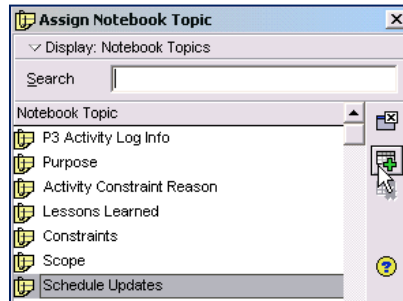 Assign Notebook Topic
Display: Notebook Topics
Search
Notebook Topic
P3 Activity Log Info
Purpose
Activity Constraint Reason
Lessons Learned
Constraints
Scope
Schedule Updates